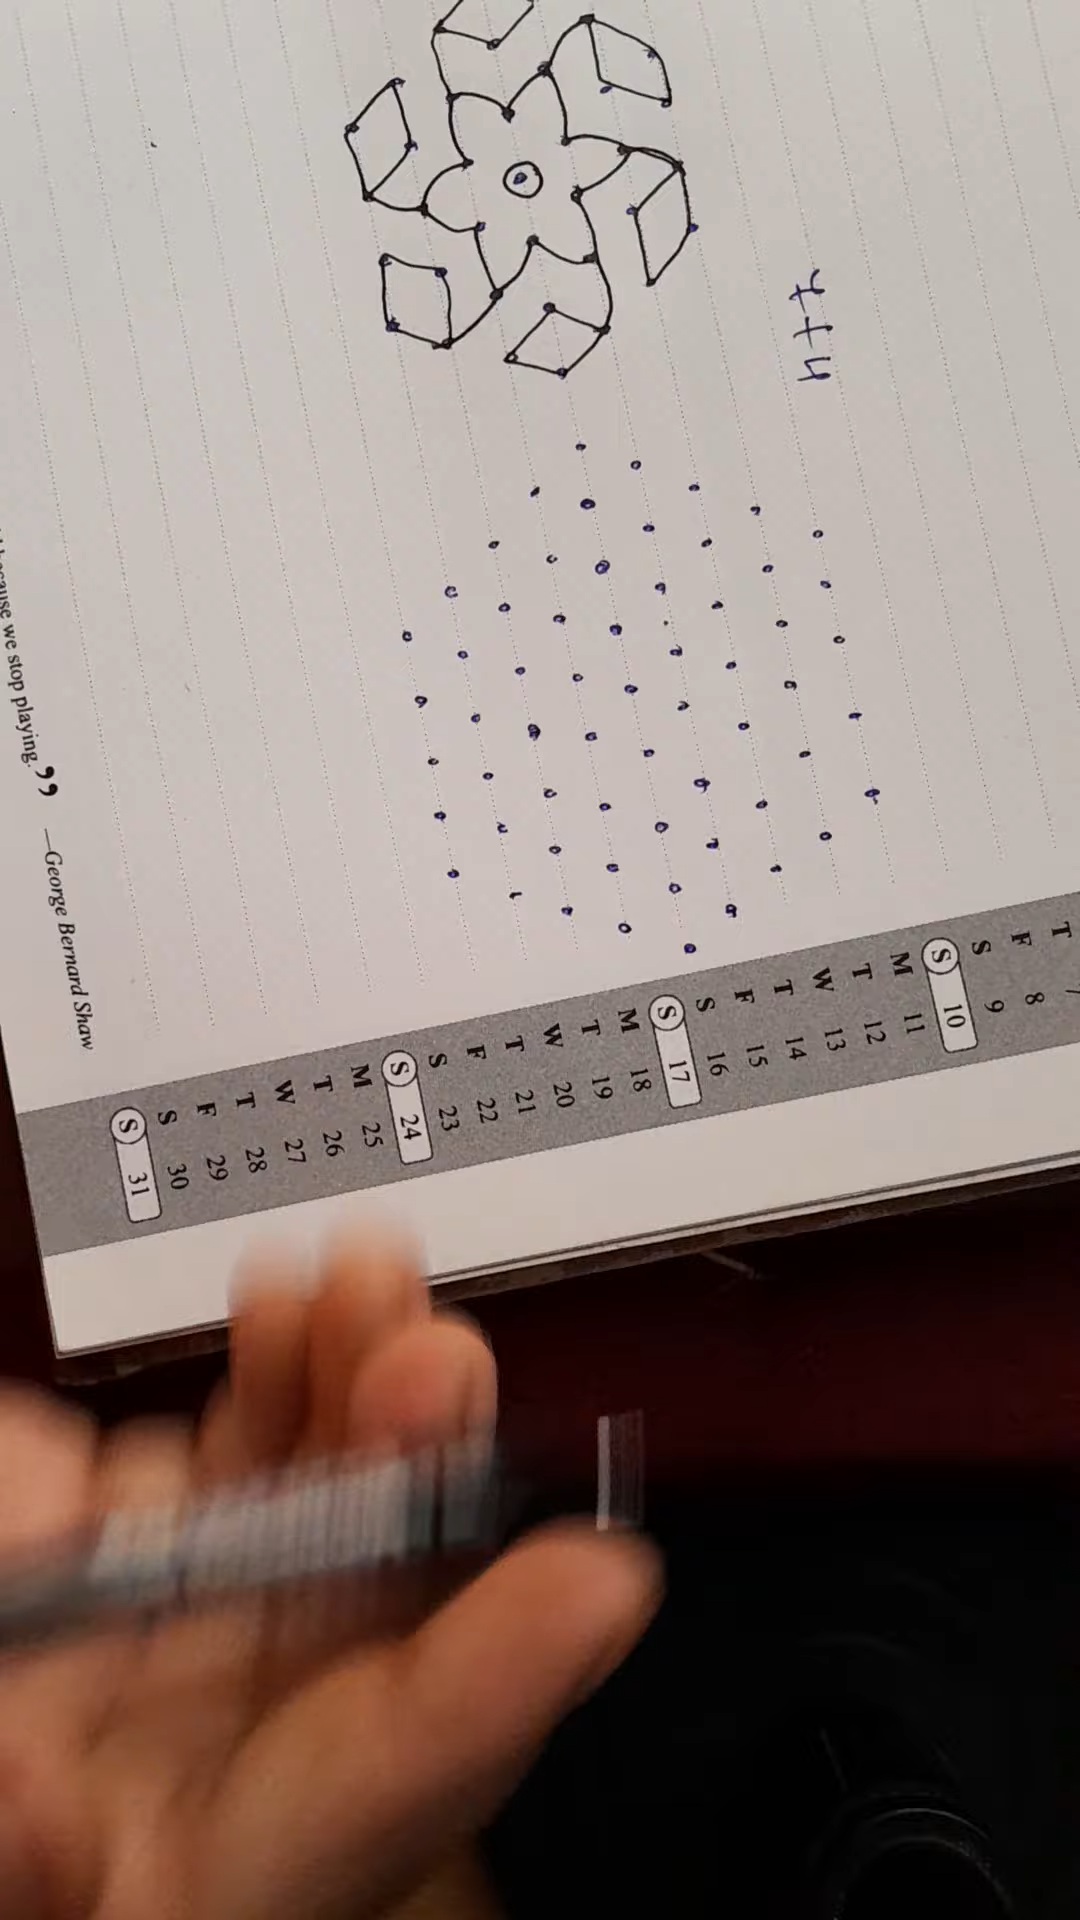 7++4
because we stop playing.”
—George Bernard Shaw
T 7
F 8
S 9
S 10
M 11
T 12
W 13
T 14
F 15
S 16
S 17
M 18
T 19
W 20
T 21
F 22
S 23
S 24
M 25
T 26
W 27
T 28
F 29
S 30
S 31